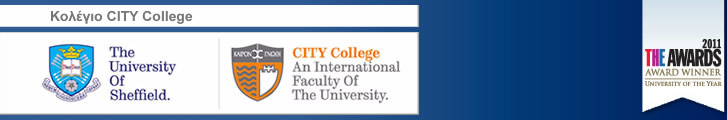 Κολέγιο CITY College
The
University
Of
Sheffield.
ΚΑΙΡΟΝ ΓΝΩΘΙ
CITY College
An International
Faculty Of
The University.
2011
THE AWARDS
AWARD WINNER
UNIVERSITY OF THE YEAR